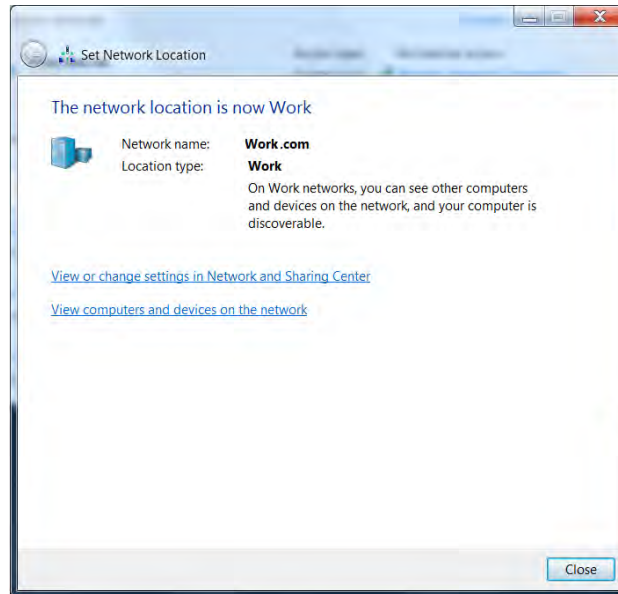 Set Network Location
The network location is now Work
Network name: Work.com
Location type: Work
On Work networks, you can see other computers
and devices on the network, and your computer is
discoverable.
View or change settings in Network and Sharing Center
View computers and devices on the network
Close